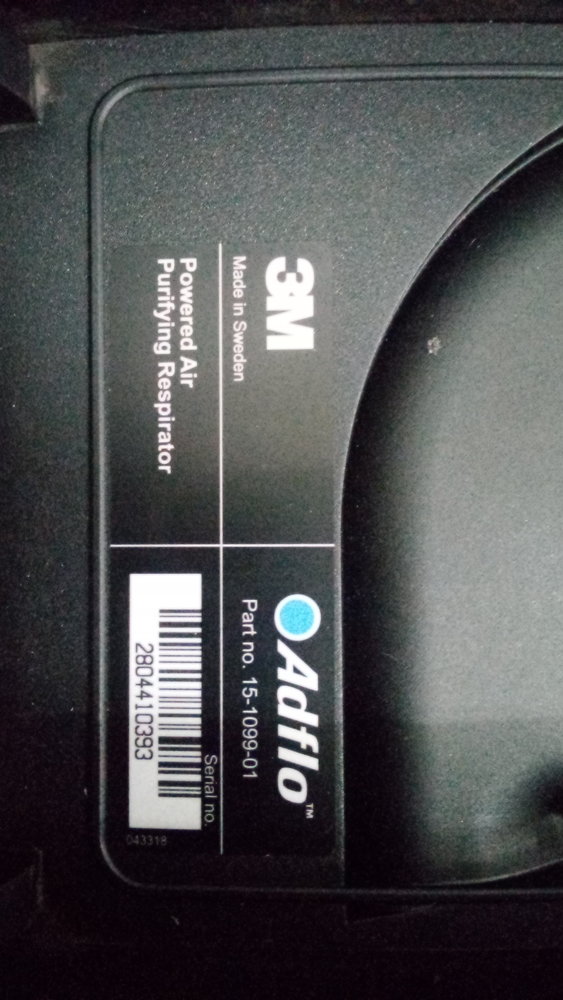 3M
Made in Sweden
Powered Air
Purifying Respirator
Adflo™
Part no. 15-1099-01
Serial no.
2804410393
043318